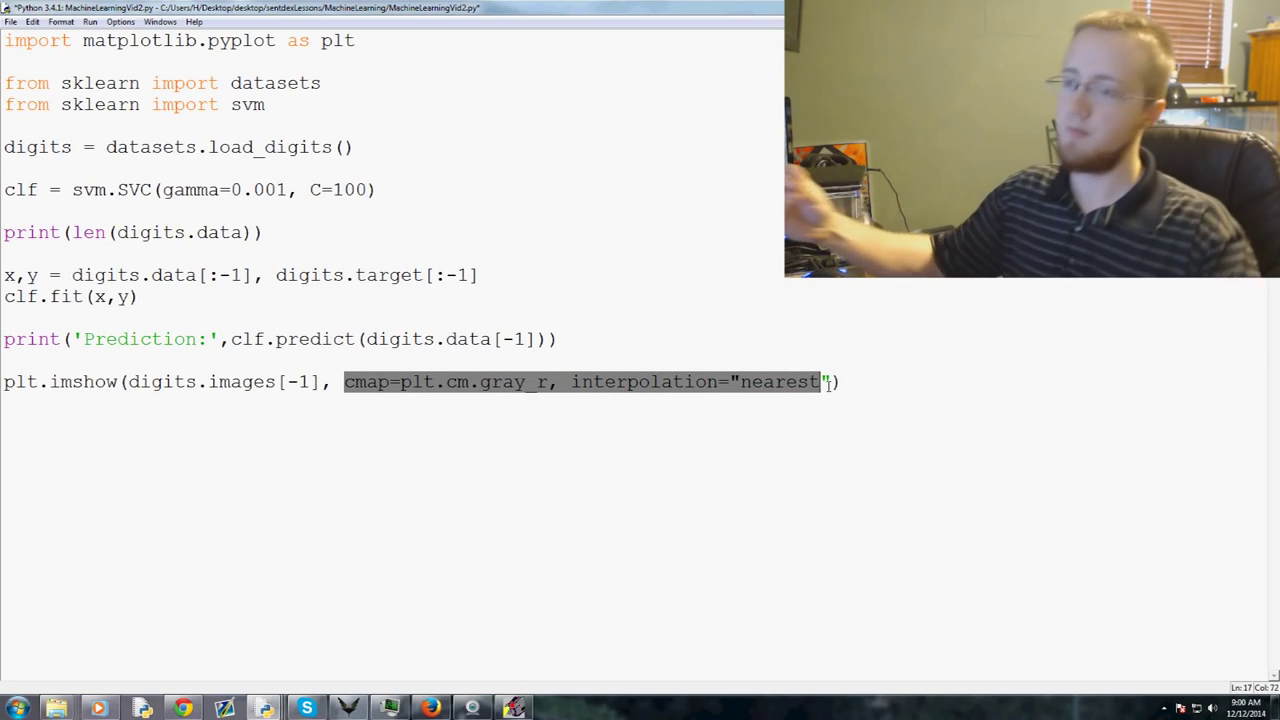 *Python 3.4.1: MachineLearningVid2.py - C:/Users/H/Desktop/desktop/sentdexLessons/MachineLearning/MachineLearningVid2.py*
File Edit Format Run Options Windows Help
import matplotlib.pyplot as plt
from sklearn import datasets
from sklearn import svm
digits = datasets.load_digits()
clf = svm.SVC(gamma=0.001, C=100)
print(len(digits.data))
x,y = digits.data[:-1], digits.target[:-1]
clf.fit(x,y)
print('Prediction:',clf.predict(digits.data[-1]))
plt.imshow(digits.images[-1], cmap=plt.cm.gray_r, interpolation="nearest")
Ln: 17 Col: 72
9:00 AM
12/12/2014